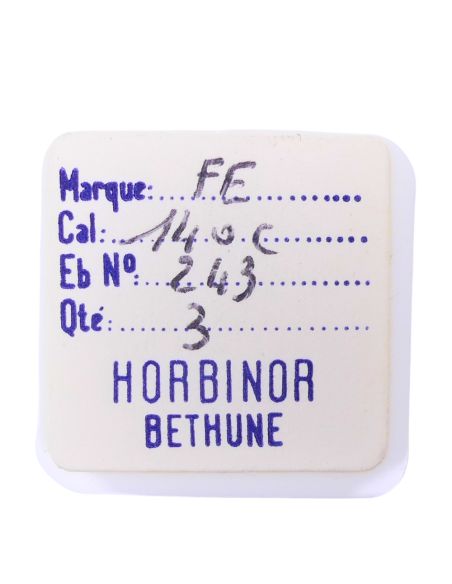 Marque: FE
Cal: 140C
Eb Nº: 243
Qté: 3
HORBINOR
BETHUNE